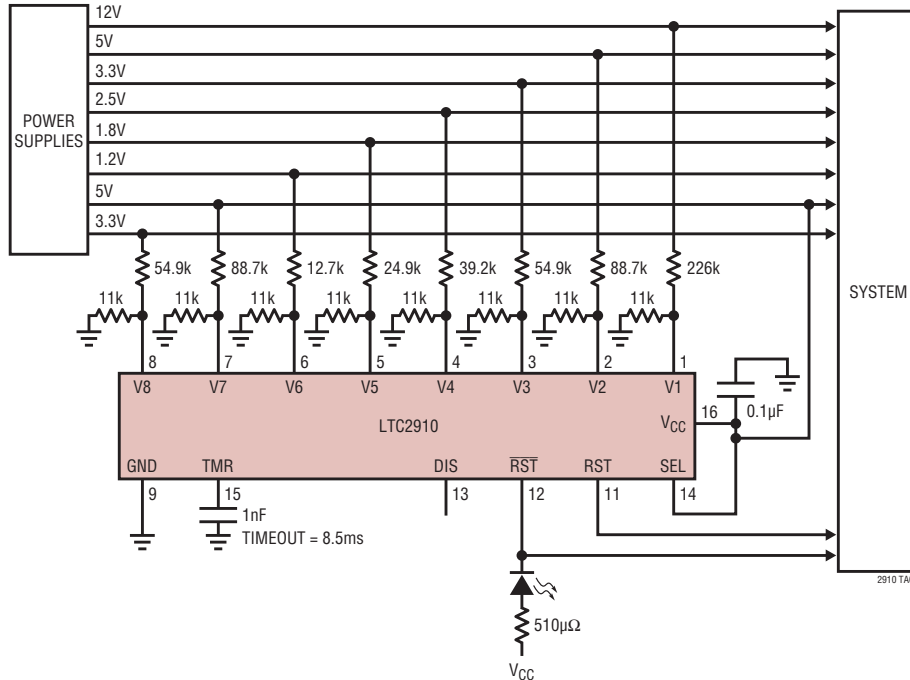 12V
5V
3.3V
2.5V
1.8V
1.2V
5V
3.3V
POWER
SUPPLIES
SYSTEM
54.9k 88.7k 12.7k 24.9k 39.2k 54.9k 88.7k 226k
11k 11k 11k 11k 11k 11k 11k 11k
8 7 6 5 4 3 2 1
V8 V7 V6 V5 V4 V3 V2 V1
16
0.1µF
VCC
LTC2910
GND TMR DIS RST RST SEL
9 15 13 12 11 14
1nF
TIMEOUT = 8.5ms
510µΩ
VCC